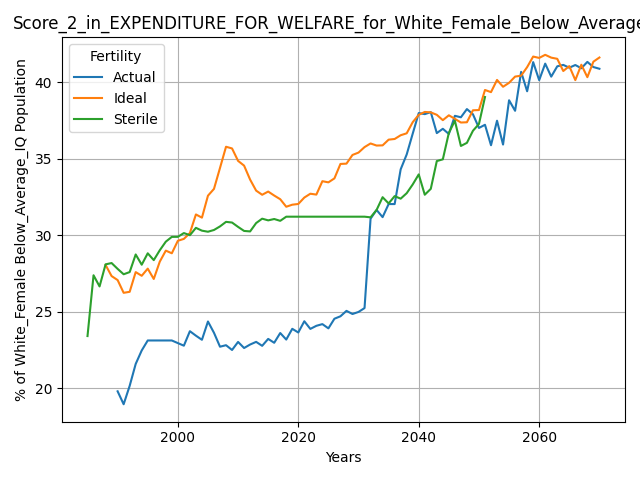 Score_2_in_EXPENDITURE_FOR_WELFARE_for_White_Female_Below_Average
Fertility
Actual
Ideal
Sterile
% of White_Female Below_Average_IQ Population
40
35
30
25
20
2000 2020 2040 2060
Years